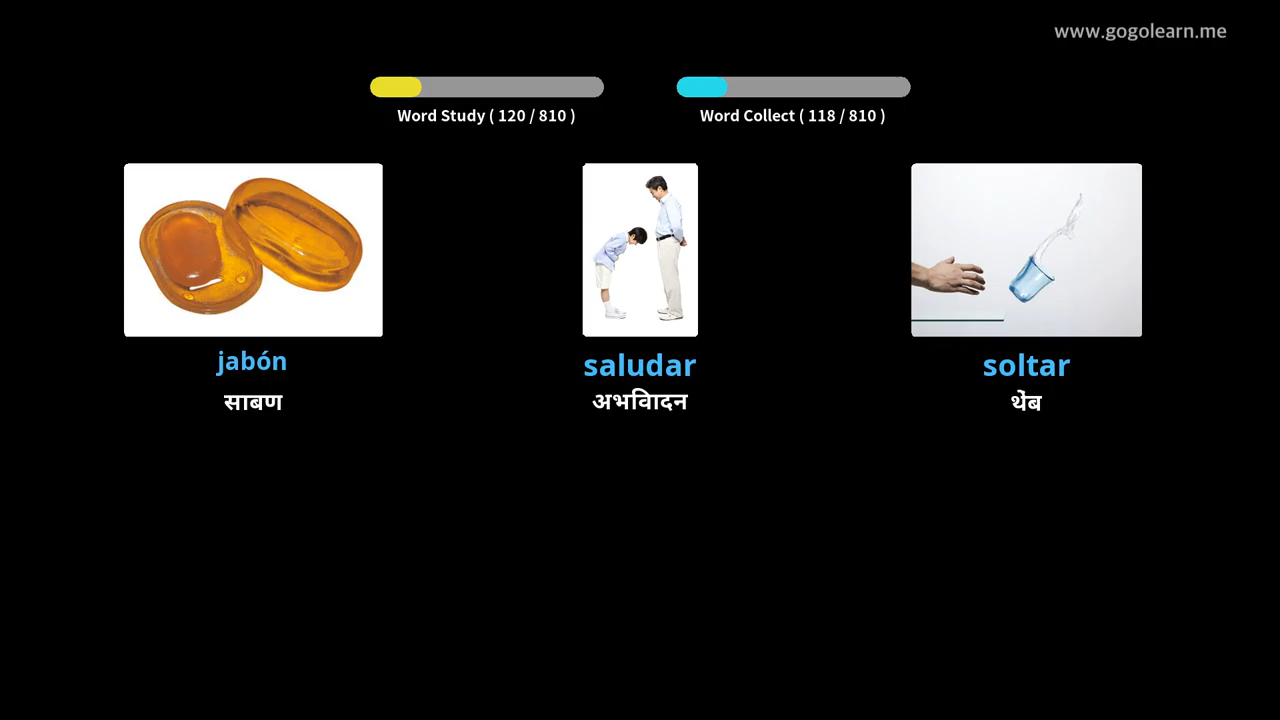 www.gogolearn.me
Word Study ( 120 / 810 )
Word Collect ( 118 / 810 )
jabón
saludar
soltar
साबण
अभिवादन
थेंब